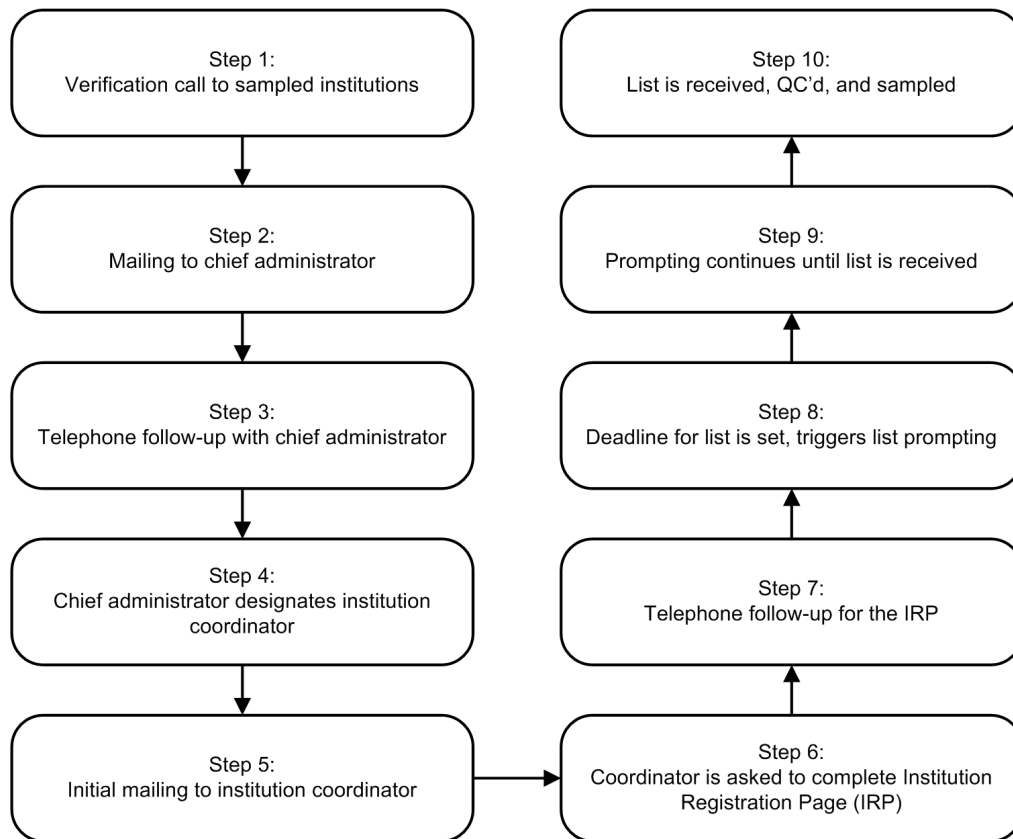 Step 1:
Verification call to sampled institutions
Step 2:
Mailing to chief administrator
Step 3:
Telephone follow-up with chief administrator
Step 4:
Chief administrator designates institution
coordinator
Step 5:
Initial mailing to institution coordinator
Step 6:
Coordinator is asked to complete Institution
Registration Page (IRP)
Step 7:
Telephone follow-up for the IRP
Step 8:
Deadline for list is set, triggers list prompting
Step 9:
Prompting continues until list is received
Step 10:
List is received, QC’d, and sampled